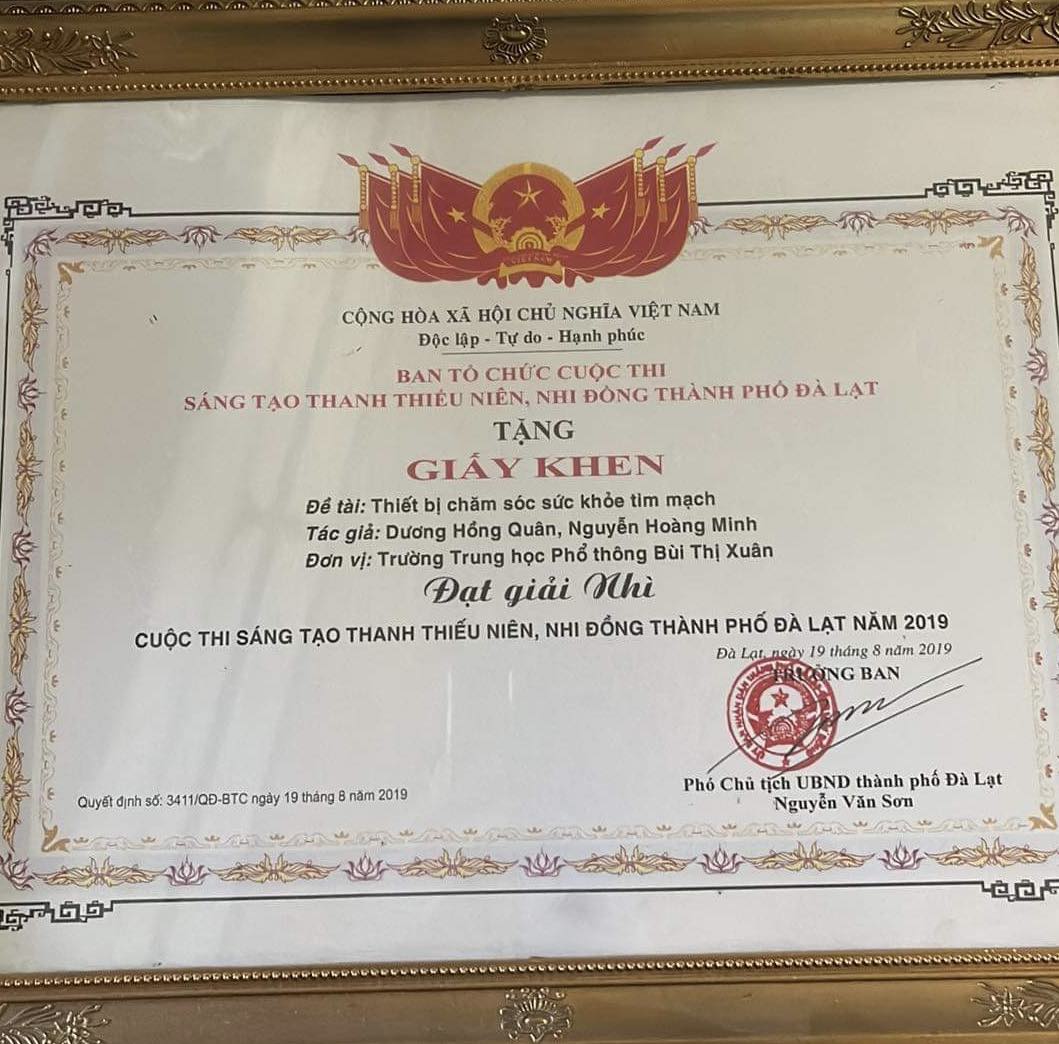 VIỆT NAM
CỘNG HÒA XÃ HỘI CHỦ NGHĨA VIỆT NAM
Độc lập - Tự do - Hạnh phúc
BAN TỔ CHỨC CUỘC THI
SÁNG TẠO THANH THIẾU NIÊN, NHI ĐỒNG THÀNH PHỐ ĐÀ LẠT
TẶNG
GIẤY KHEN
Đề tài: Thiết bị chăm sóc sức khỏe tim mạch
Tác giả: Dương Hồng Quân, Nguyễn Hoàng Minh
Đơn vị: Trường Trung học Phổ thông Bùi Thị Xuân
Đạt giải Nhì
CUỘC THI SÁNG TẠO THANH THIẾU NIÊN, NHI ĐỒNG THÀNH PHỐ ĐÀ LẠT NĂM 2019
Đà Lạt, ngày 19 tháng 8 năm 2019
TRƯỞNG BAN
Phó Chủ tịch UBND thành phố Đà Lạt
Nguyễn Văn Sơn
Quyết định số: 3411/QĐ-BTC ngày 19 tháng 8 năm 2019